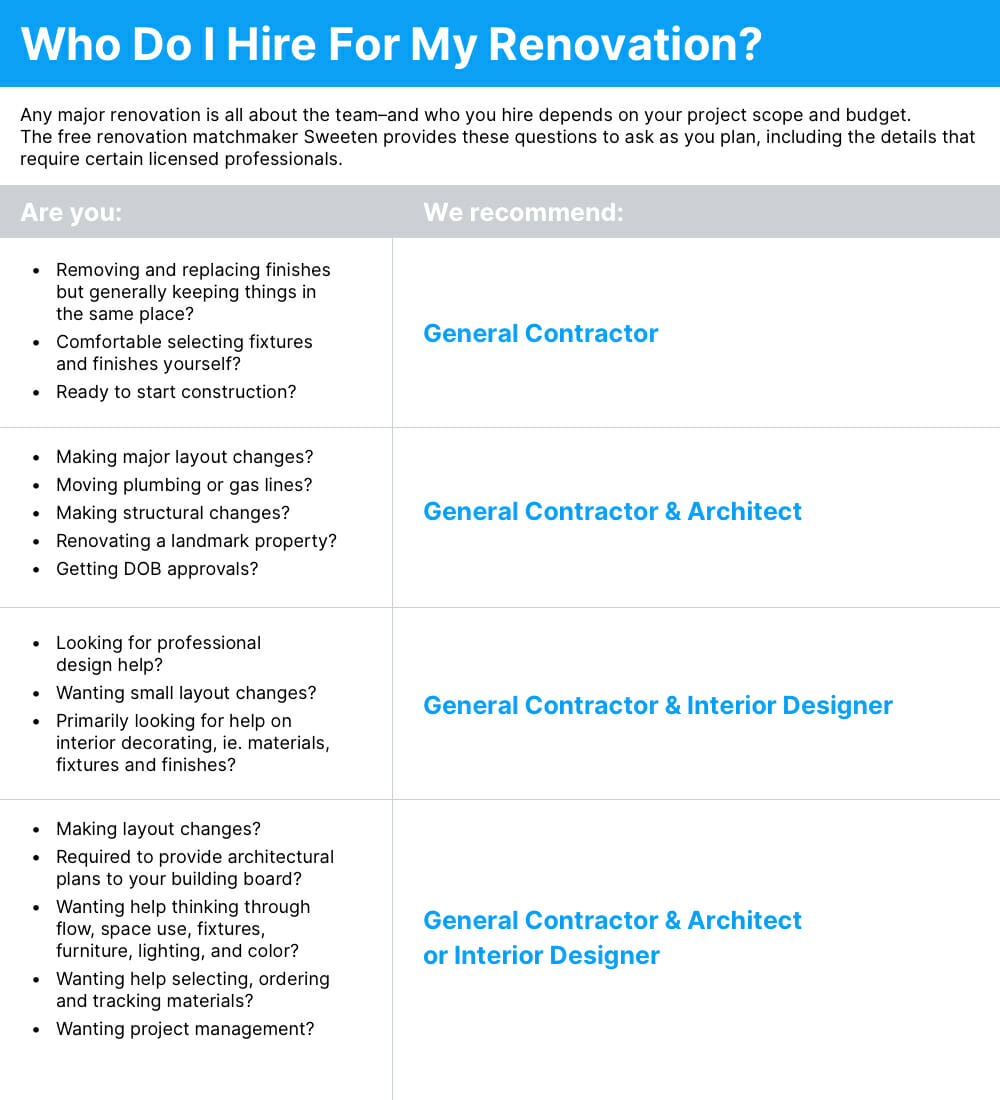 Who Do I Hire For My Renovation?
Any major renovation is all about the team–and who you hire depends on your project scope and budget.
The free renovation matchmaker Sweeten provides these questions to ask as you plan, including the details that
require certain licensed professionals.
Are you:
We recommend:
• Removing and replacing finishes
but generally keeping things in
the same place?
• Comfortable selecting fixtures
and finishes yourself?
• Ready to start construction?
General Contractor
• Making major layout changes?
• Moving plumbing or gas lines?
• Making structural changes?
• Renovating a landmark property?
• Getting DOB approvals?
General Contractor & Architect
• Looking for professional
design help?
• Wanting small layout changes?
• Primarily looking for help on
interior decorating, ie. materials,
fixtures and finishes?
General Contractor & Interior Designer
• Making layout changes?
• Required to provide architectural
plans to your building board?
• Wanting help thinking through
flow, space use, fixtures,
furniture, lighting, and color?
• Wanting help selecting, ordering
and tracking materials?
• Wanting project management?
General Contractor & Architect
or Interior Designer